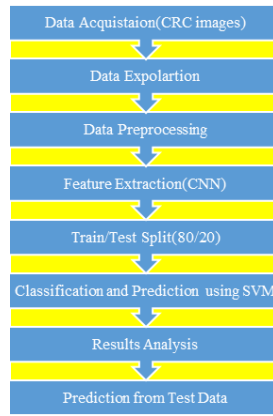 Data Acquistaion(CRC images)
Data Expolartion
Data Preprocessing
Feature Extraction(CNN)
Train/Test Split(80/20)
Classification and Prediction using SVM
Results Analysis
Prediction from Test Data